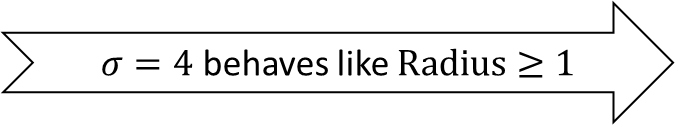 σ = 4 behaves like Radius ≥ 1